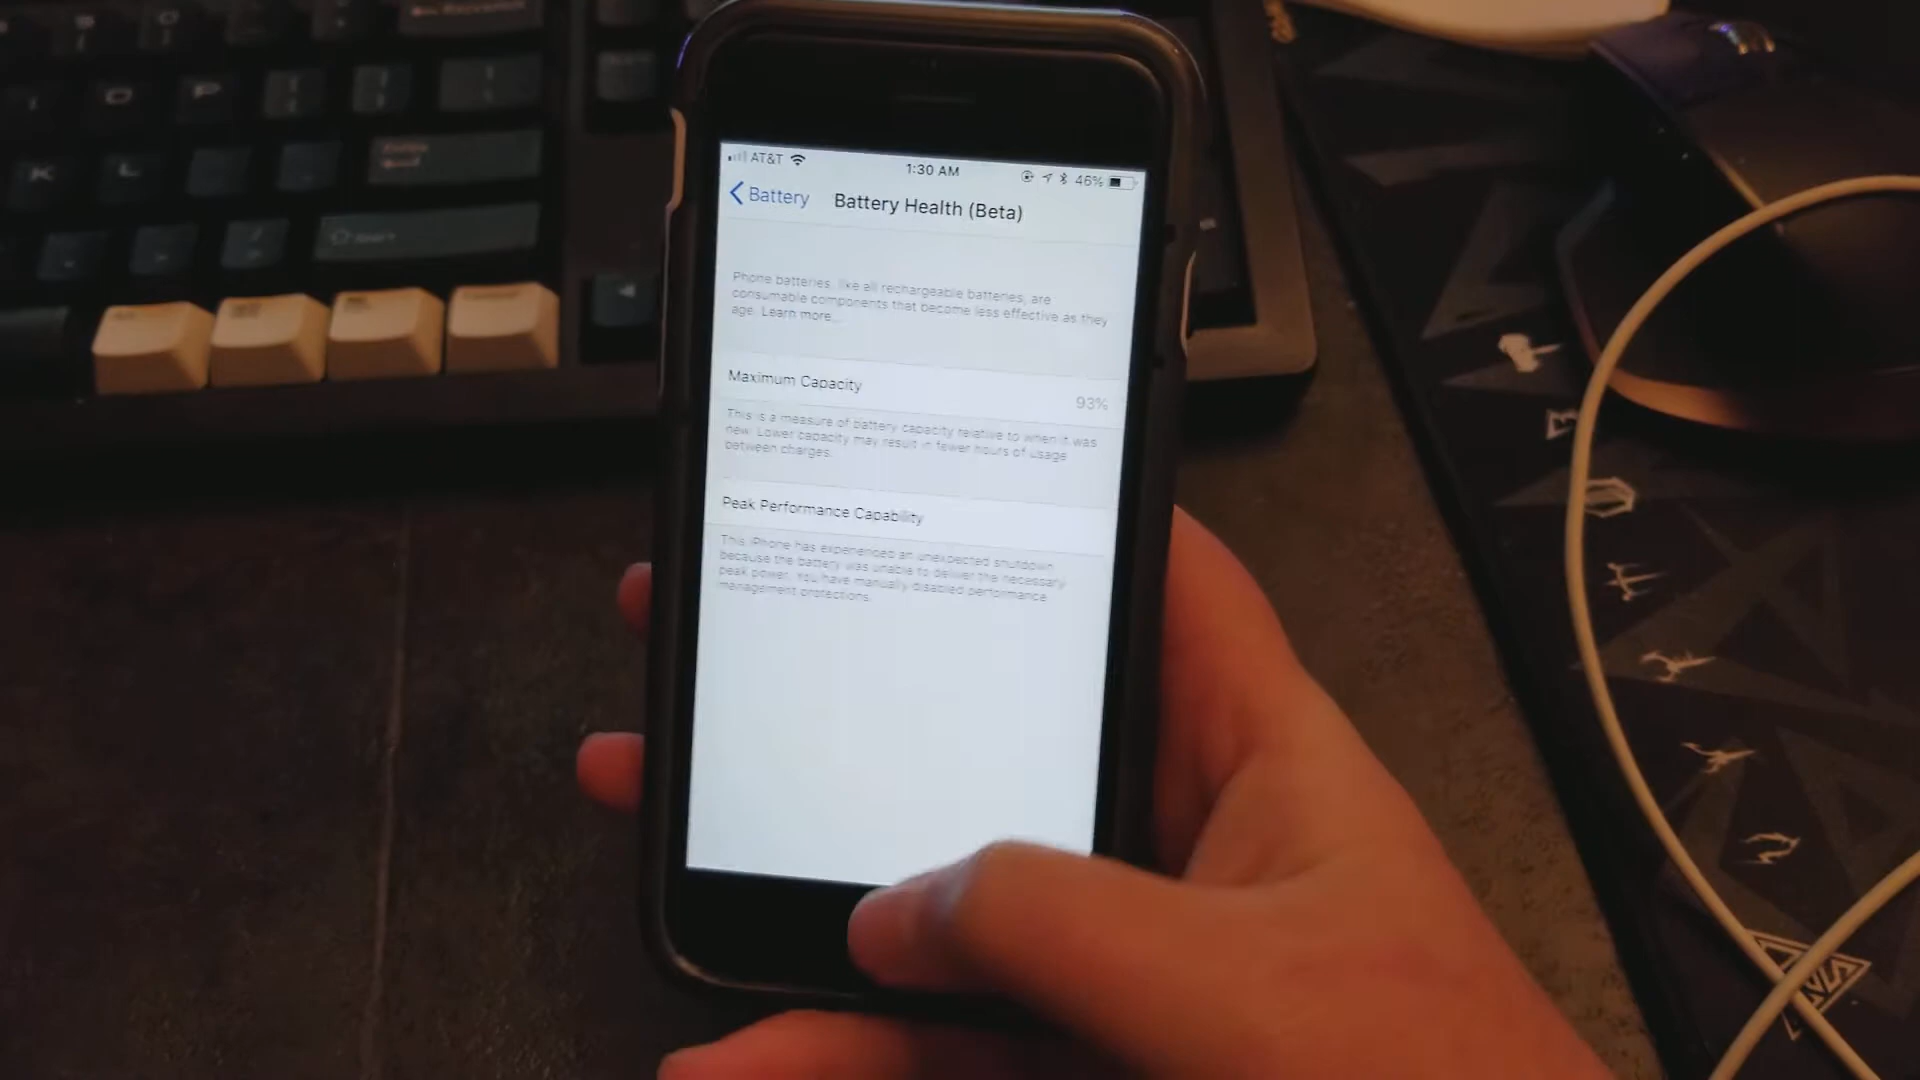 O P
K L
Enter
Shift
AT&T 1:30 AM 46%
Battery Battery Health (Beta)
Phone batteries, like all rechargeable batteries, are
consumable components that become less effective as they
age. Learn more...
Maximum Capacity 93%
This is a measure of battery capacity relative to when it was
new. Lower capacity may result in fewer hours of usage
between charges.
Peak Performance Capability
This iPhone has experienced an unexpected shutdown
because the battery was unable to deliver the necessary
peak power. You have manually disabled performance
management protections.